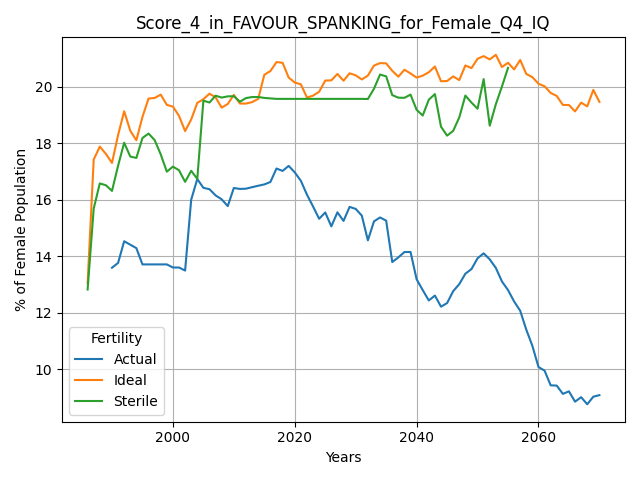 Score_4_in_FAVOUR_SPANKING_for_Female_Q4_IQ
% of Female Population
20
18
16
14
12
10
Fertility
Actual
Ideal
Sterile
2000
2020
2040
2060
Years